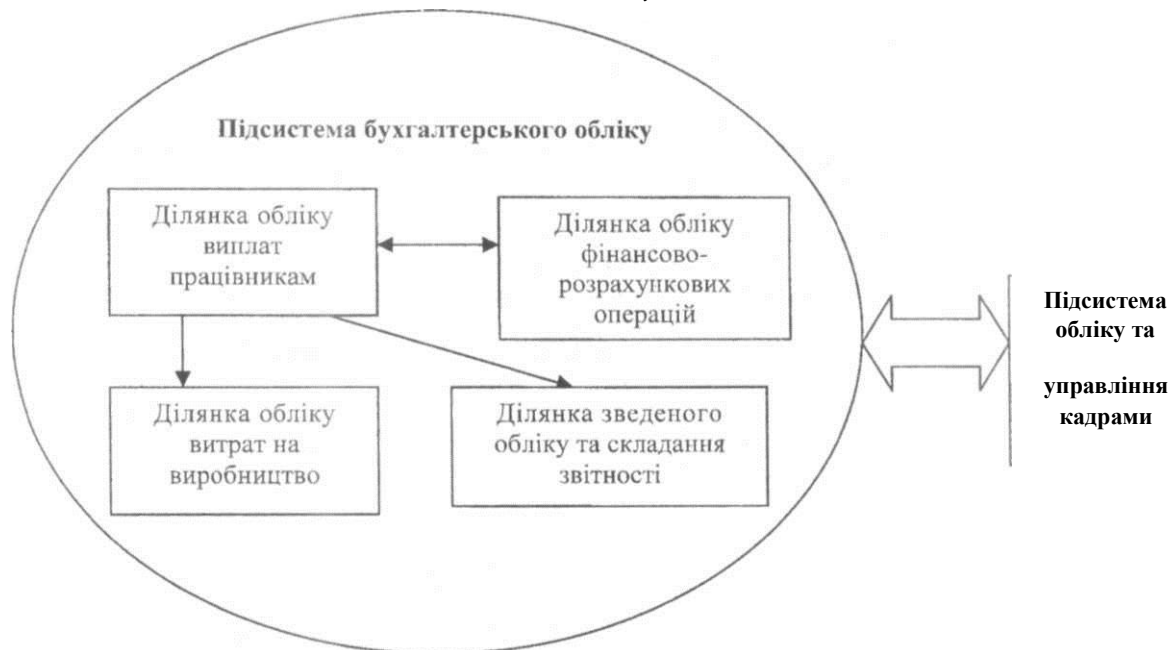 Підсистема бухгалтерського обліку
Ділянка обліку
виплат
працівникам
Ділянка обліку
фінансово-
розрахункових
операцій
Ділянка обліку
витрат на
виробництво
Ділянка зведеного
обліку та складання
звітності
Підсистема
обліку та
управління
кадрами